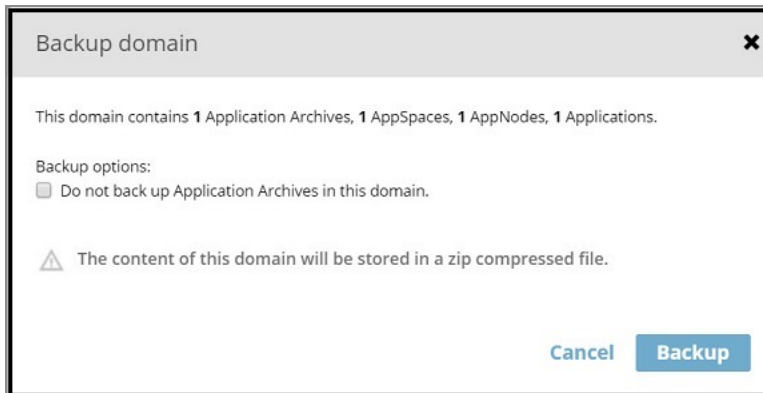 Backup domain
This domain contains 1 Application Archives, 1 AppSpaces, 1 AppNodes, 1 Applications.
Backup options:
Do not back up Application Archives in this domain.
The content of this domain will be stored in a zip compressed file.
Cancel Backup